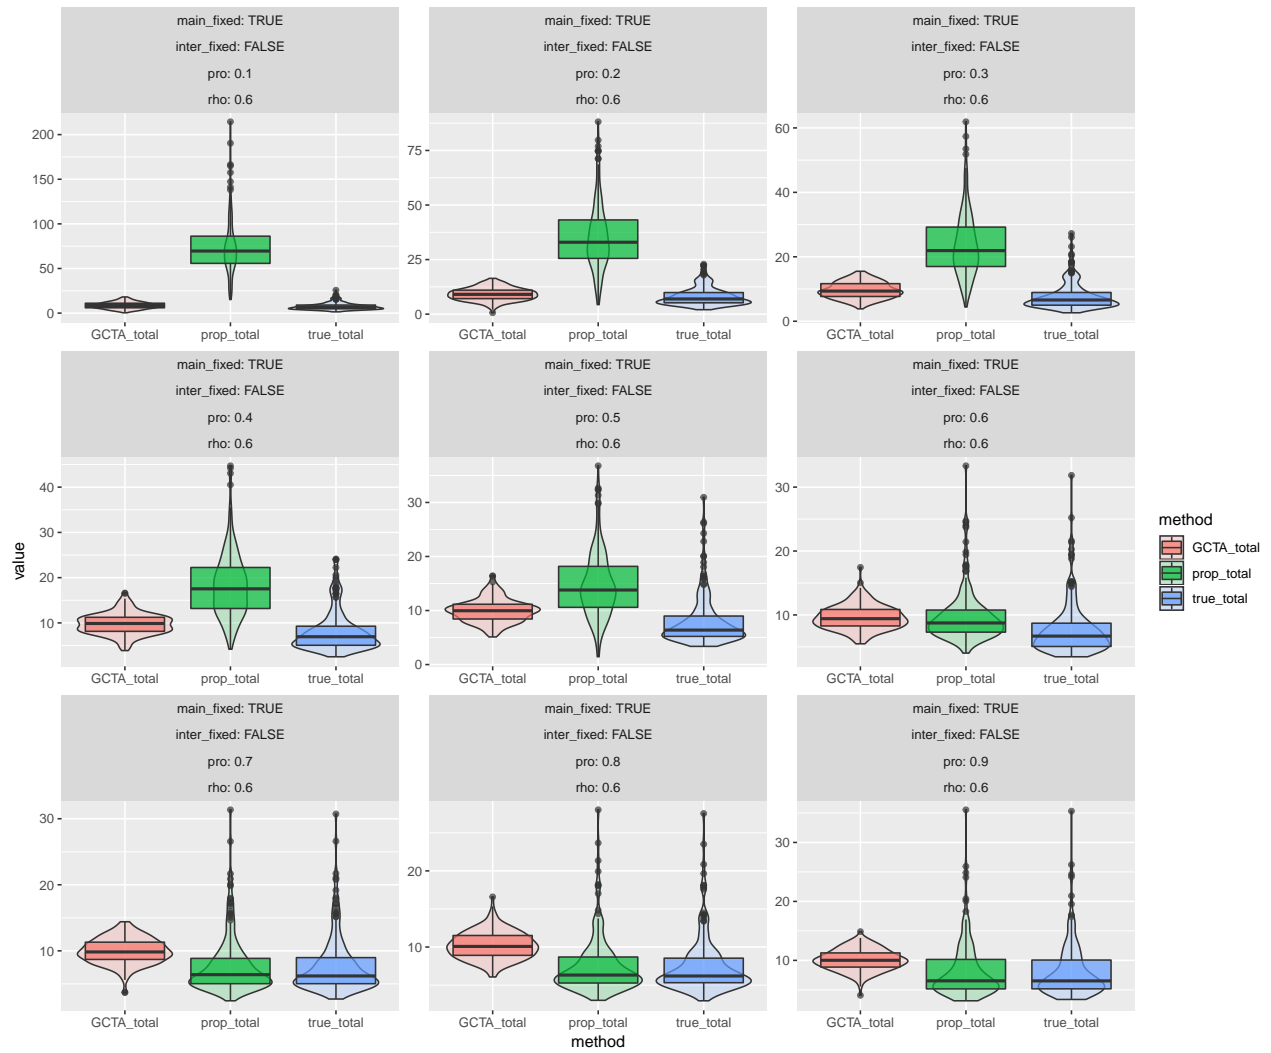 main_fixed: TRUE
inter_fixed: FALSE
pro: 0.1
rho: 0.6
200
150
100
50
0
GCTA_total prop_total true_total
main_fixed: TRUE
inter_fixed: FALSE
pro: 0.2
rho: 0.6
75
50
25
0
GCTA_total prop_total true_total
main_fixed: TRUE
inter_fixed: FALSE
pro: 0.3
rho: 0.6
60
40
20
0
GCTA_total prop_total true_total
main_fixed: TRUE
inter_fixed: FALSE
pro: 0.4
rho: 0.6
40
30
20
10
GCTA_total prop_total true_total
main_fixed: TRUE
inter_fixed: FALSE
pro: 0.5
rho: 0.6
30
20
10
0
GCTA_total prop_total true_total
main_fixed: TRUE
inter_fixed: FALSE
pro: 0.6
rho: 0.6
30
20
10
GCTA_total prop_total true_total
main_fixed: TRUE
inter_fixed: FALSE
pro: 0.7
rho: 0.6
30
20
10
GCTA_total prop_total true_total
main_fixed: TRUE
inter_fixed: FALSE
pro: 0.8
rho: 0.6
20
10
GCTA_total prop_total true_total
main_fixed: TRUE
inter_fixed: FALSE
pro: 0.9
rho: 0.6
30
20
10
GCTA_total prop_total true_total
value
method
method
GCTA_total
prop_total
true_total